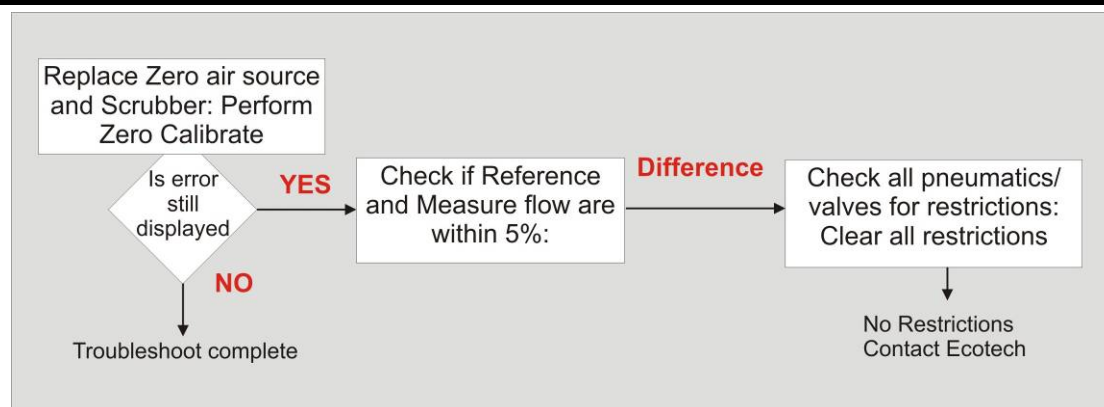 Replace Zero air source
and Scrubber: Perform
Zero Calibrate
Is error
still
displayed
YES
NO
Troubleshoot complete
Check if Reference
and Measure flow are
within 5%:
Difference
Check all pneumatics/
valves for restrictions:
Clear all restrictions
No Restrictions
Contact Ecotech